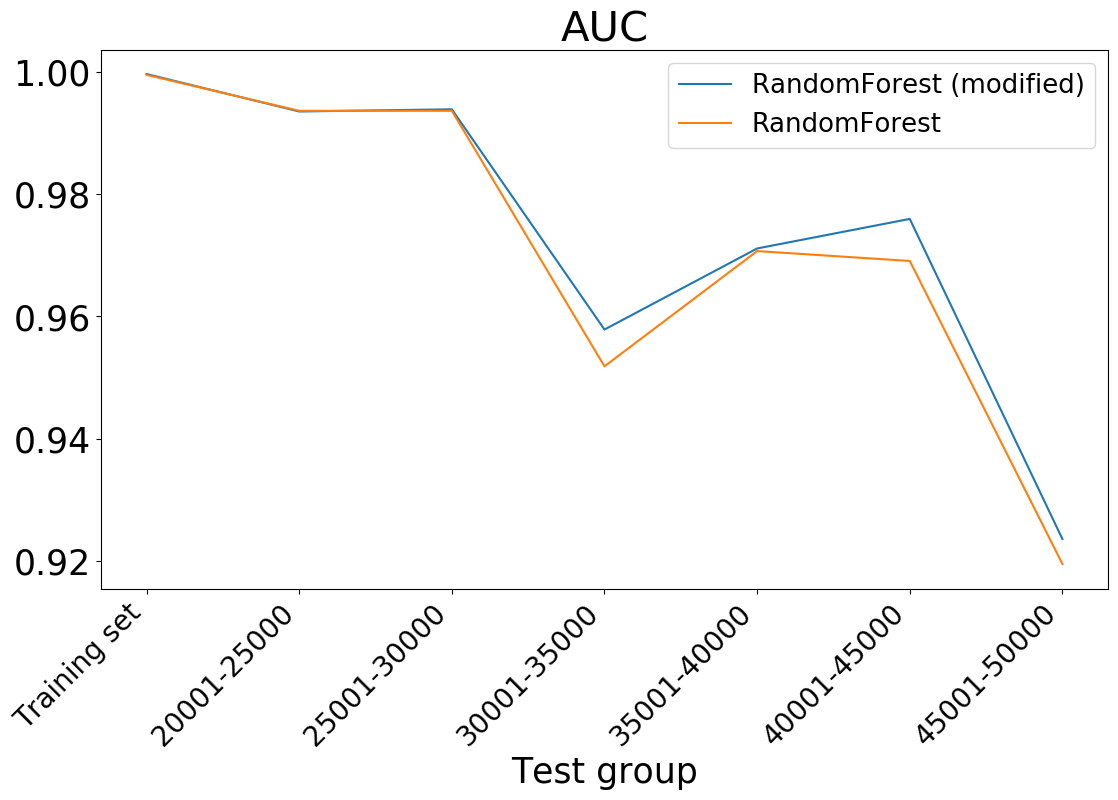 AUC
RandomForest (modified)
RandomForest
1.00
0.98
0.96
0.94
0.92
Training set
20001-25000
25001-30000
30001-35000
35001-40000
40001-45000
45001-50000
Test group